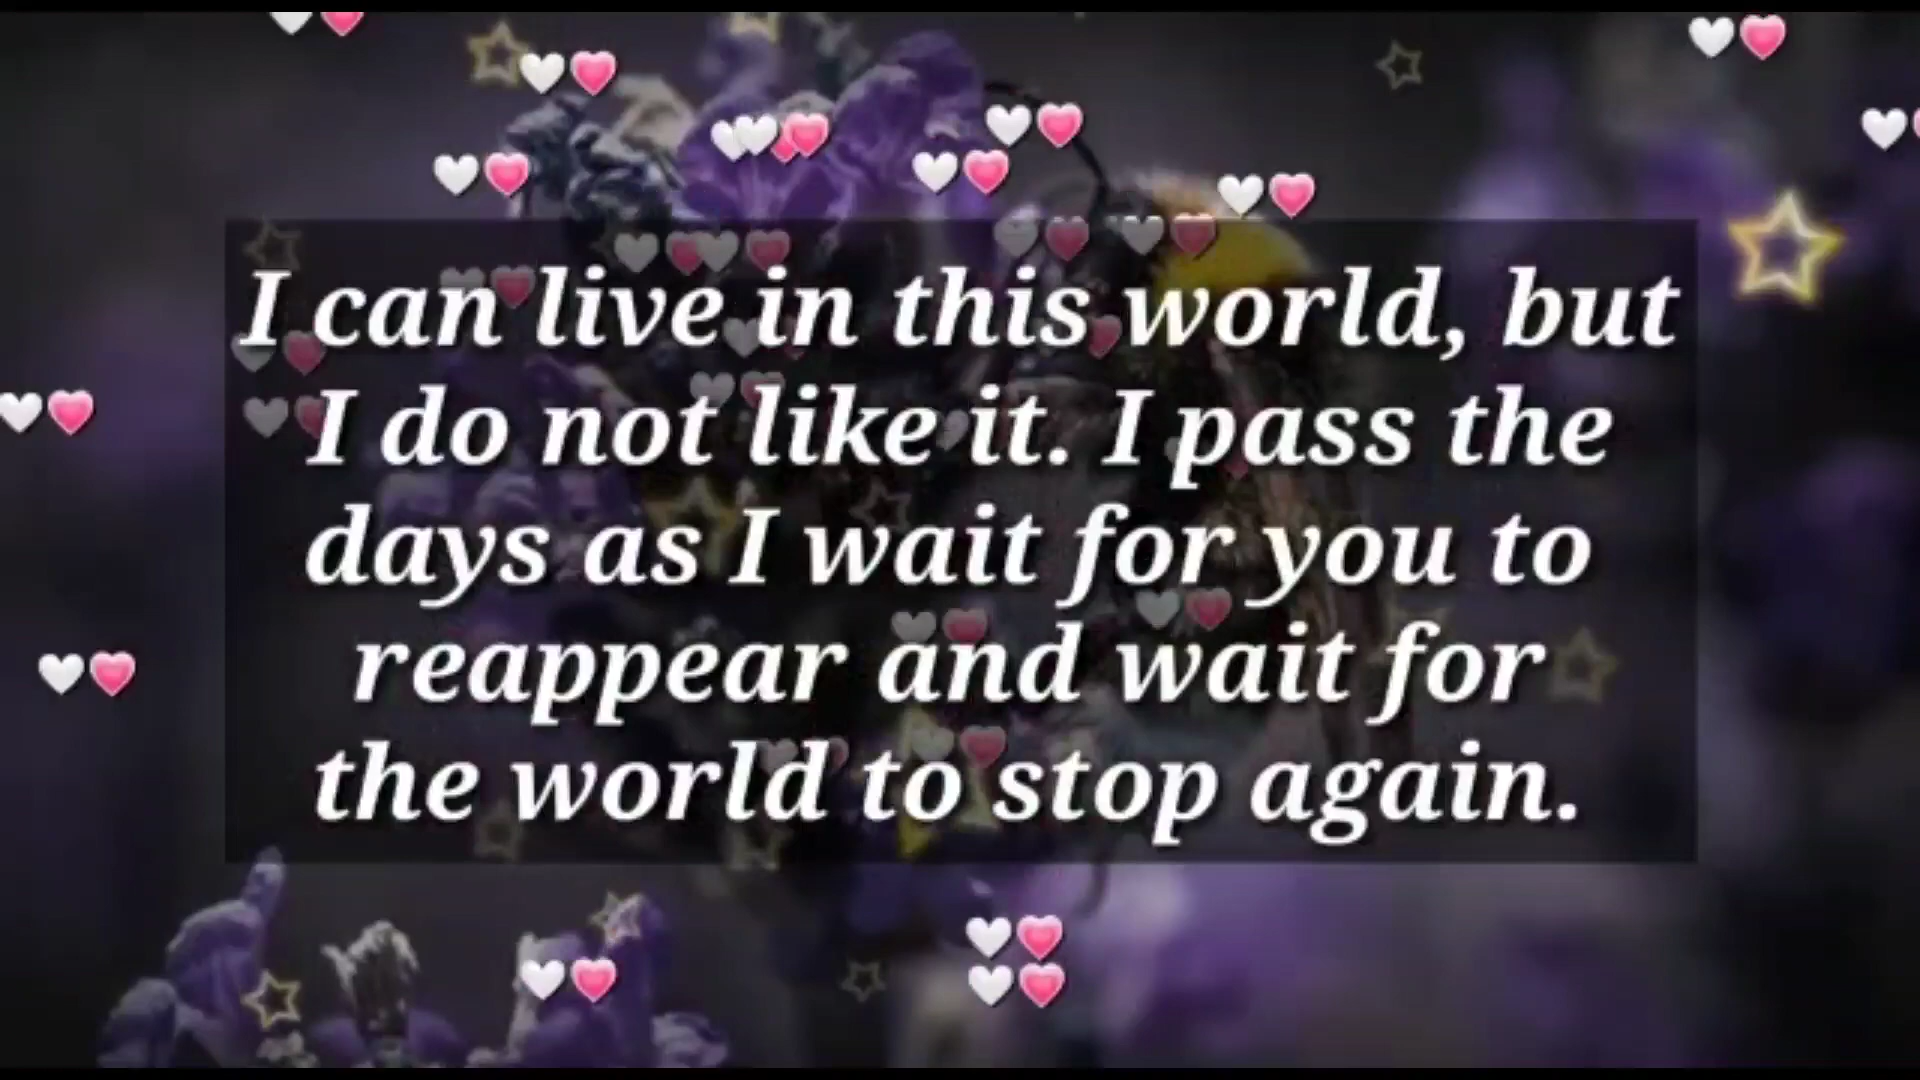 I can live in this world, but
I do not like it. I pass the
days as I wait for you to
reappear and wait for
the world to stop again.